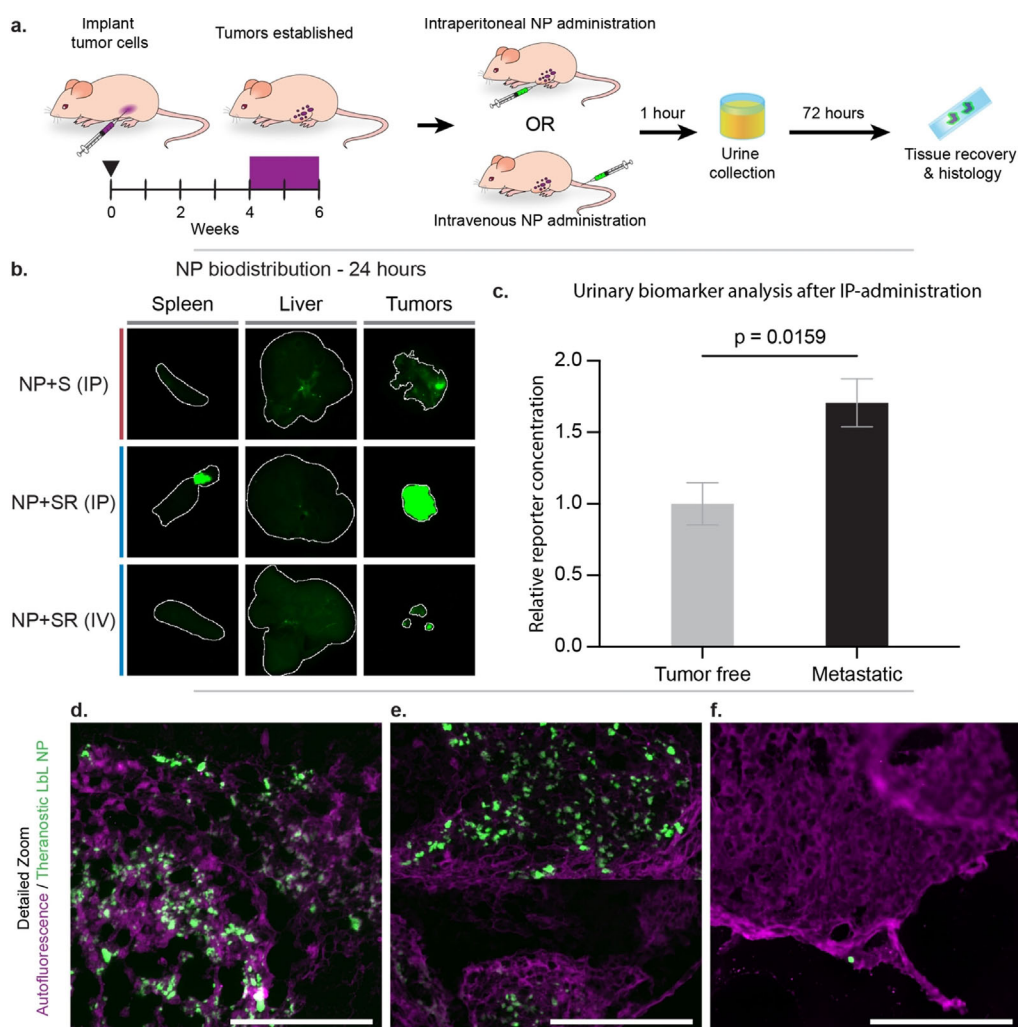 a.
Implant
tumor cells
Tumors established
Intraperitoneal NP administration
OR
Intravenous NP administration
1 hour
Urine
collection
72 hours
Tissue recovery
& histology
0 2 4 6
Weeks
b.
NP biodistribution - 24 hours
Spleen Liver Tumors
NP+S (IP)
NP+SR (IP)
NP+SR (IV)
c.
Urinary biomarker analysis after IP-administration
p = 0.0159
Relative reporter concentration
2.0
1.5
1.0
0.5
0.0
Tumor free Metastatic
d.
e.
f.
Detailed Zoom
Autofluorescence / Theranostic LbL NP